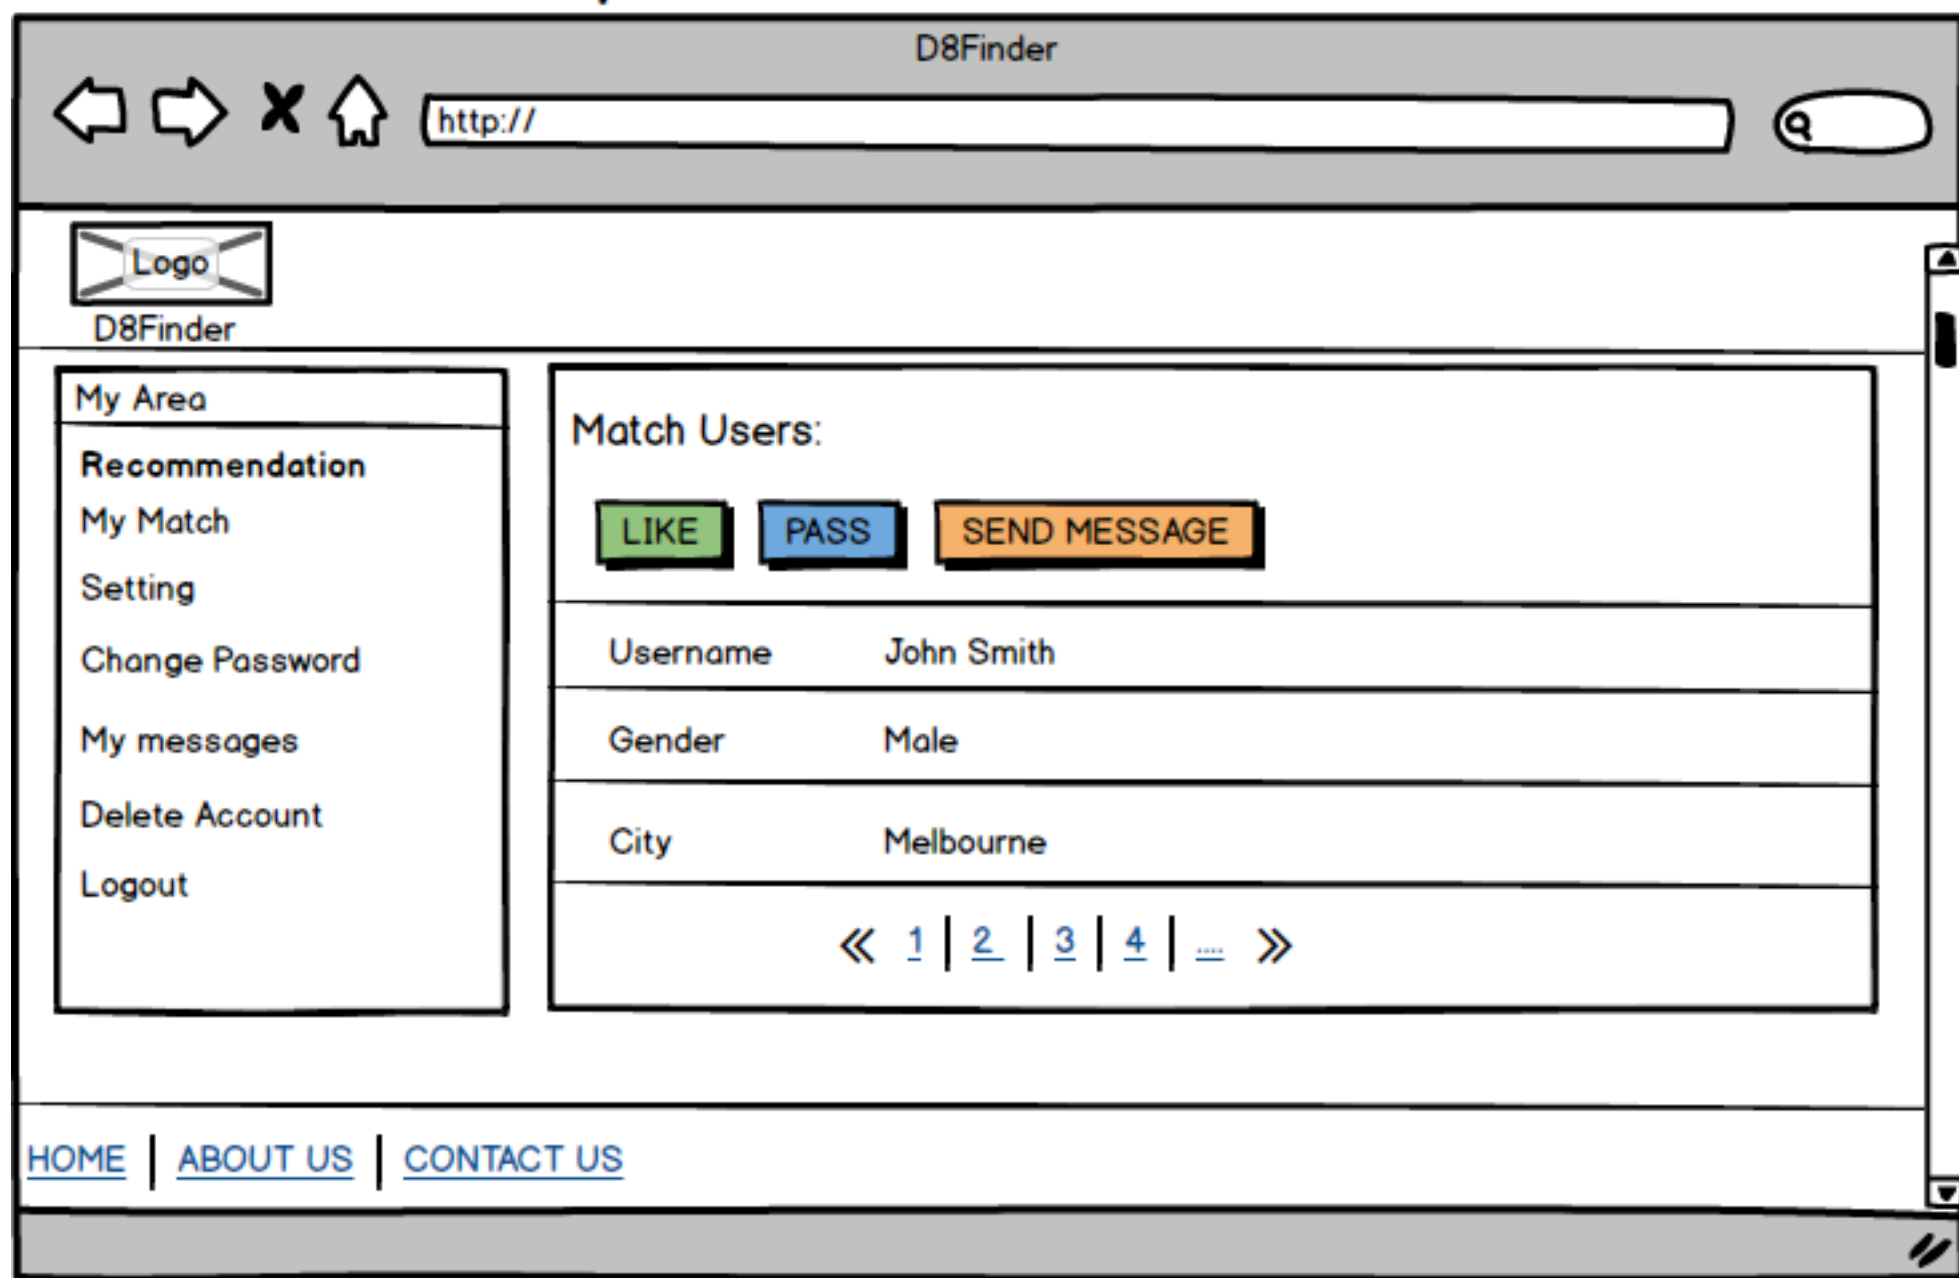 D8Finder
http://
Logo
D8Finder
My Area
Recommendation
My Match
Setting
Change Password
My messages
Delete Account
Logout
Match Users:
LIKE PASS SEND MESSAGE
Username John Smith
Gender Male
City Melbourne
« 1 | 2 | 3 | 4 | .... »
HOME | ABOUT US | CONTACT US